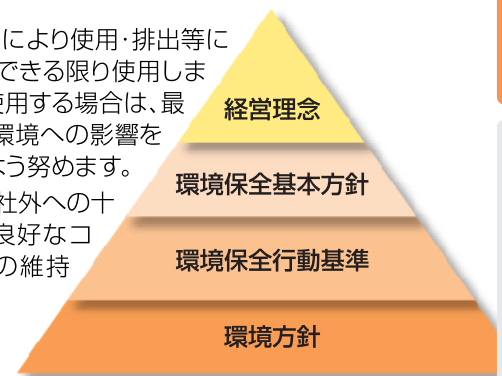 により使用・排出等に
できる限り使用しま
使用する場合は、最
環境への影響を
よう努めます。
社外への十
良好なコ
の維持
経営理念
環境保全基本方針
環境保全行動基準
環境方針